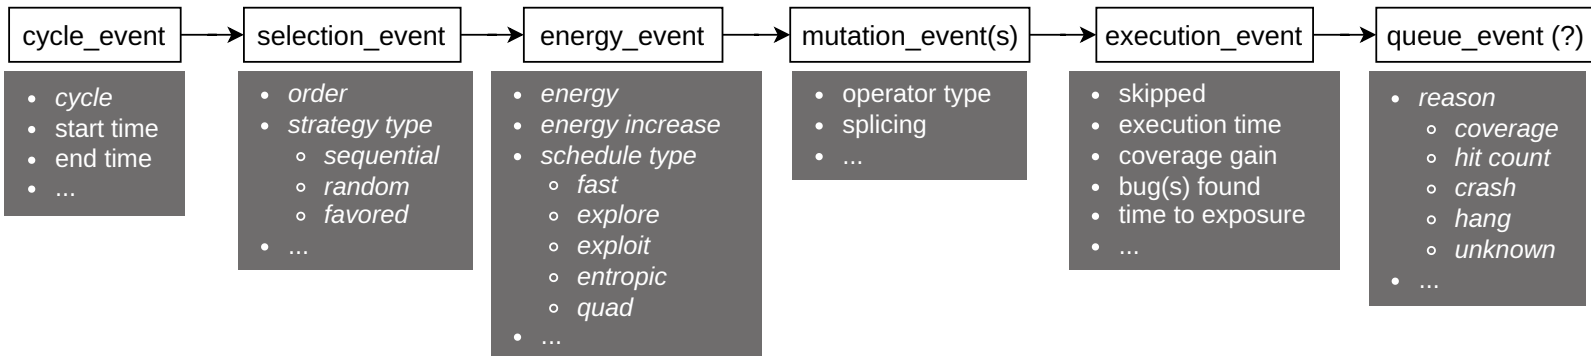 cycle_event
• cycle
• start time
• end time
• ...
selection_event
• order
• strategy type
◦ sequential
◦ random
◦ favored
• ...
energy_event
• energy
• energy increase
• schedule type
◦ fast
◦ explore
◦ exploit
◦ entropic
◦ quad
• ...
mutation_event(s)
• operator type
• splicing
• ...
execution_event
• skipped
• execution time
• coverage gain
• bug(s) found
• time to exposure
• ...
queue_event (?)
• reason
◦ coverage
◦ hit count
◦ crash
◦ hang
◦ unknown
• ...